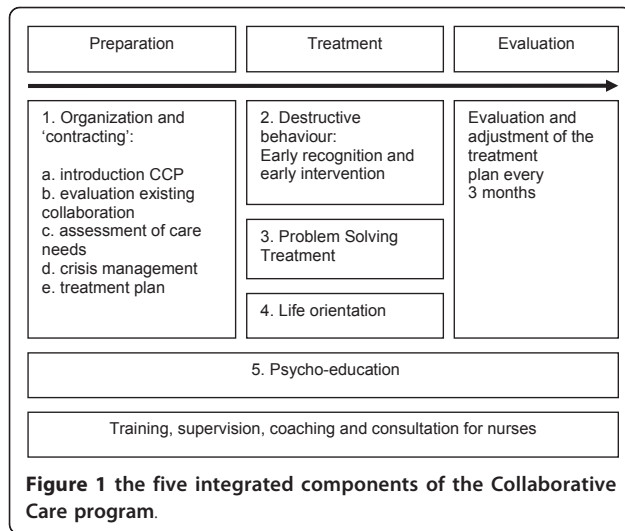 Preparation
Treatment
Evaluation
1. Organization and
‘contracting’:
a. introduction CCP
b. evaluation existing
collaboration
c. assessment of care
needs
d. crisis management
e. treatment plan
2. Destructive
behaviour:
Early recognition and
early intervention
3. Problem Solving
Treatment
4. Life orientation
Evaluation and
adjustment of the
treatment
plan every
3 months
5. Psycho-education
Training, supervision, coaching and consultation for nurses
Figure 1 the five integrated components of the Collaborative
Care program.